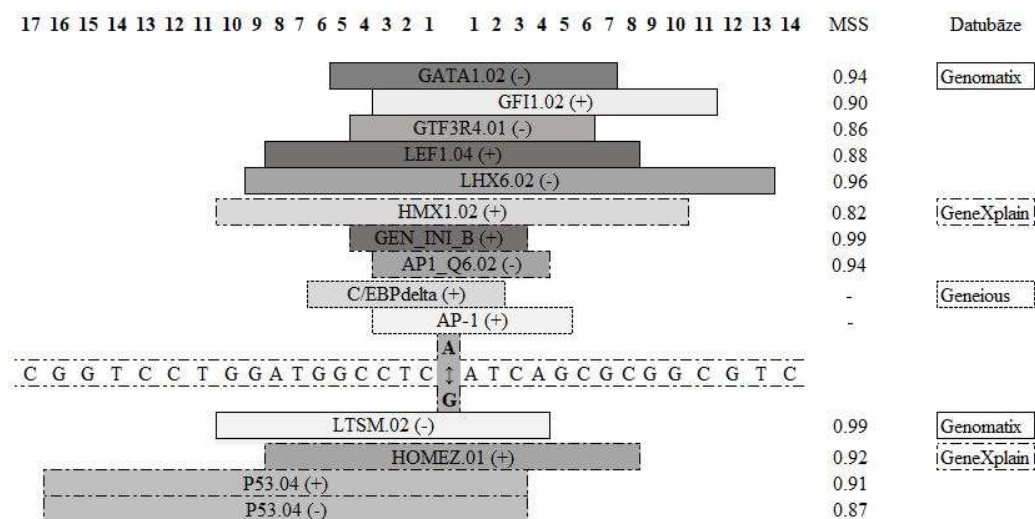 17 16 15 14 13 12 11 10 9 8 7 6 5 4 3 2 1 1 2 3 4 5 6 7 8 9 10 11 12 13 14 MSS Datubāze
GATA1.02 (-) 0.94 Genomatix
GFI1.02 (+) 0.90
GTF3R4.01 (-) 0.86
LEF1.04 (+) 0.88
LHX6.02 (-) 0.96
HMX1.02 (+) 0.82 GeneXplain
GEN_INI_B (+) 0.99
AP1_Q6.02 (-) 0.94
C/EBPdelta (+) - Geneious
AP-1 (+) -
A
C G G T C C T G G A T G G C C T C ↕ A T C A G C G C G G C G T C
G
LTSM.02 (-) 0.99 Genomatix
HOMEZ.01 (+) 0.92 GeneXplain
P53.04 (+) 0.91
P53.04 (-) 0.87